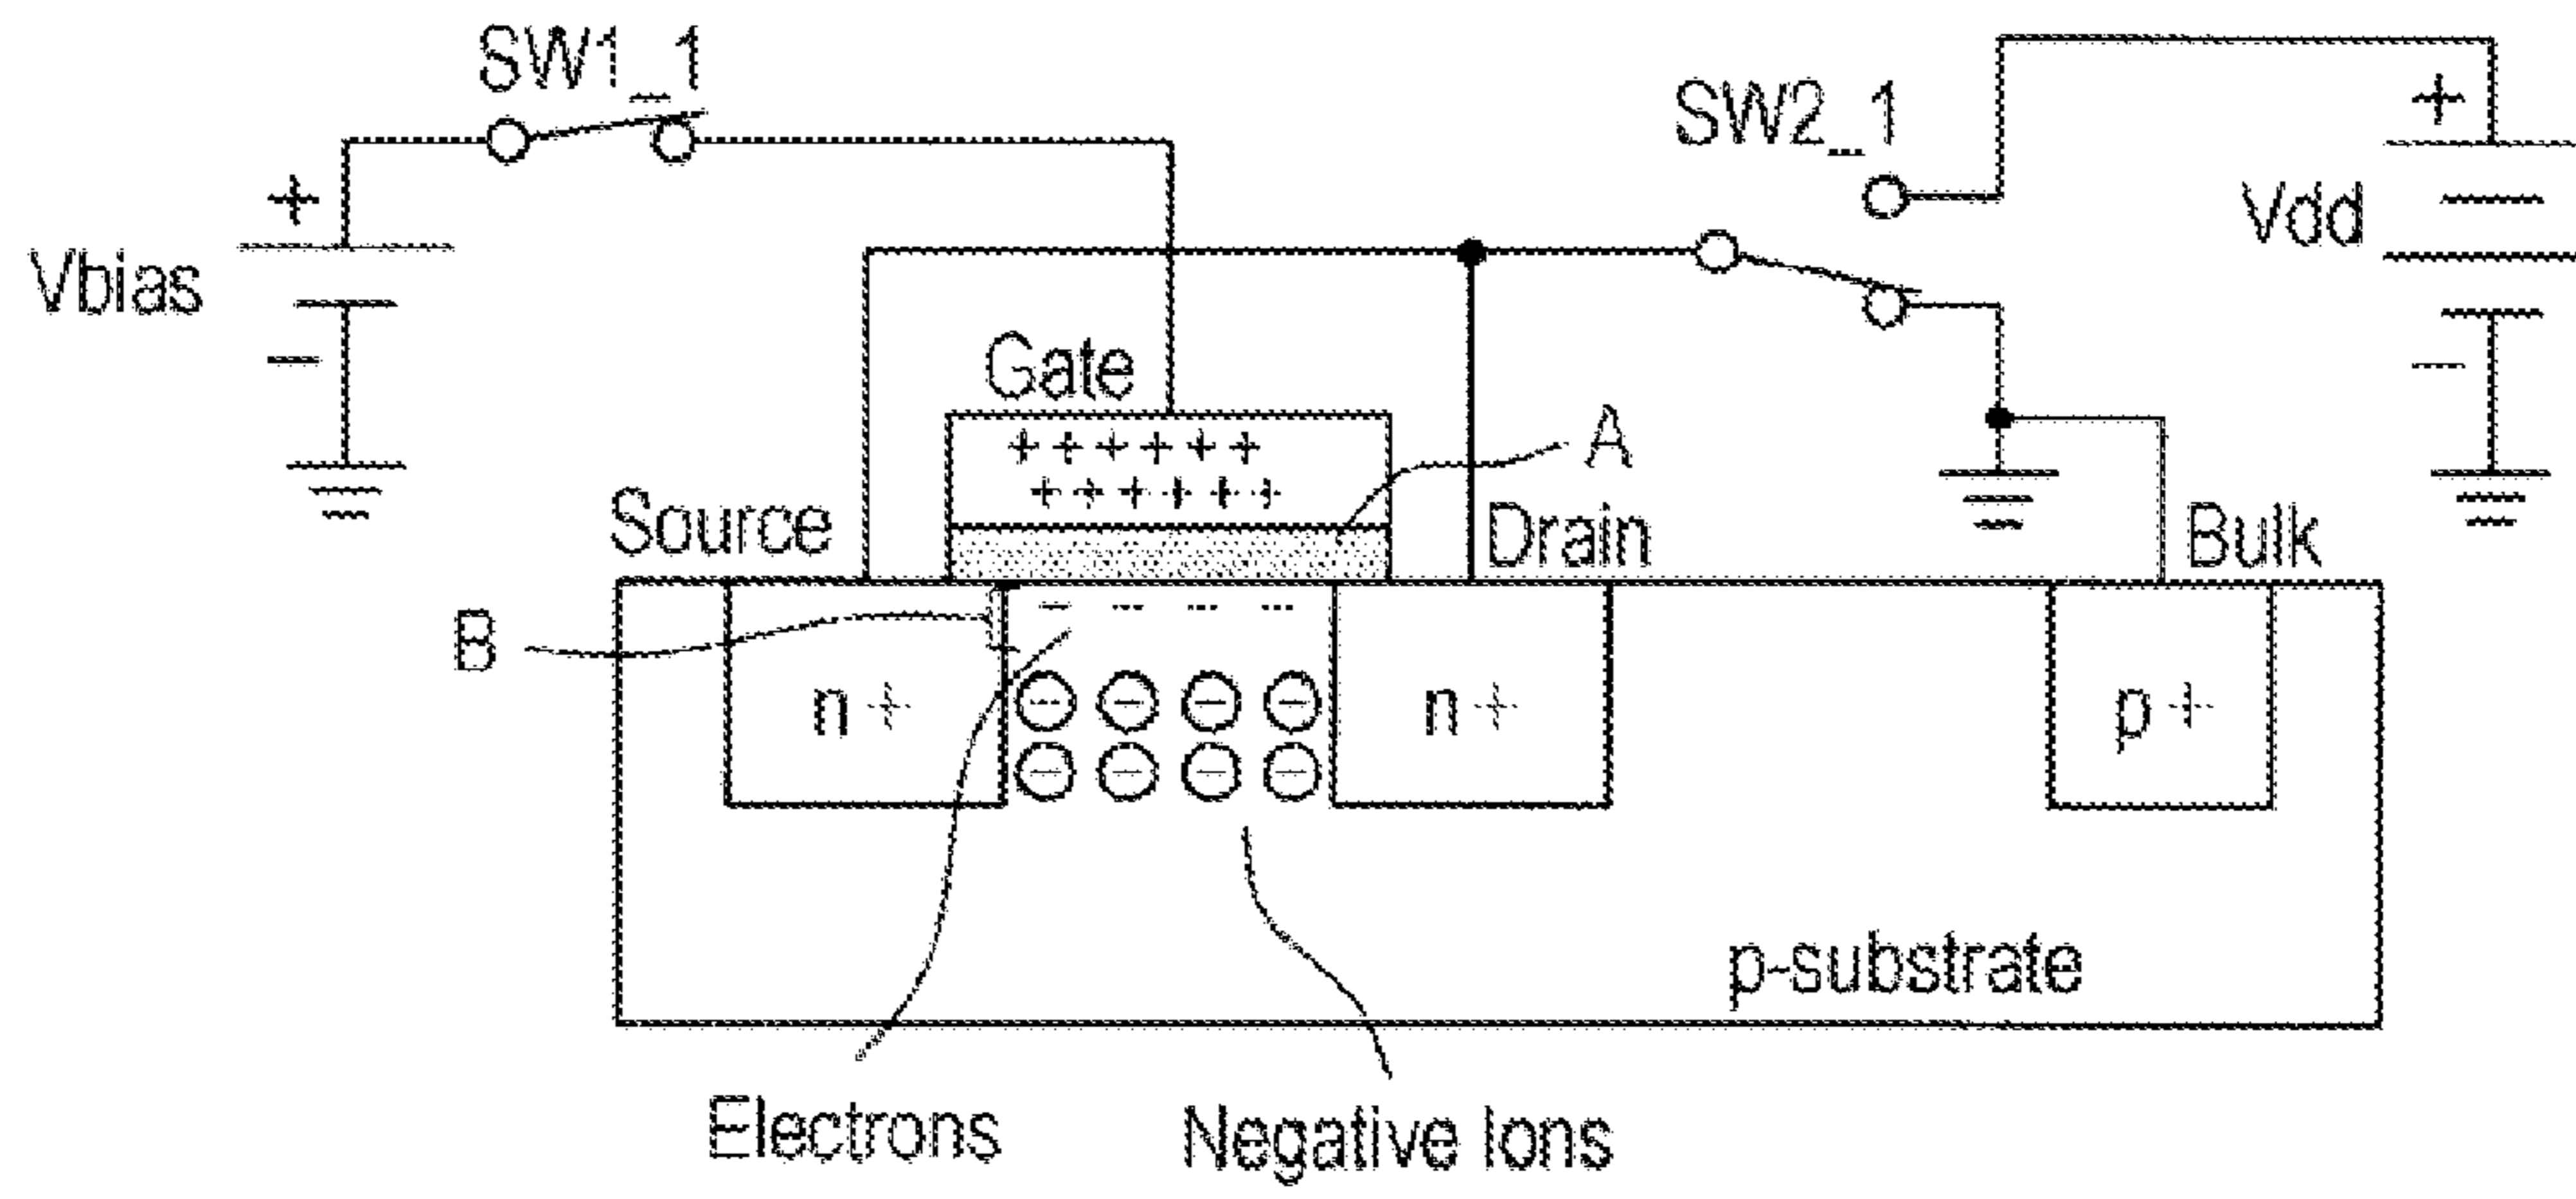 SW1_1
SW2_1
+
+
Vbias
Vdd
−
−
Gate
+ + + + + +
+ + + + + +
A
Source
Drain
Bulk
B
− − − −
n +
n +
p +
− − − −
− − − −
p-substrate
Electrons
Negative Ions